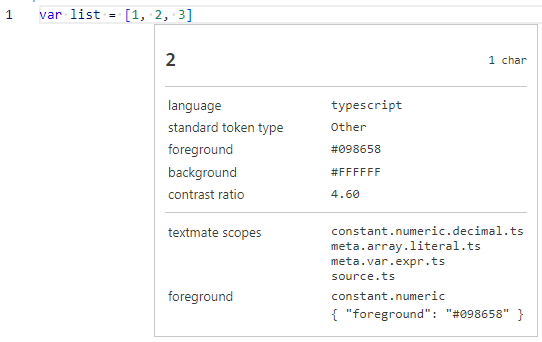 1 var list = [1, 2, 3]
2 1 char
language typescript
standard token type Other
foreground #098658
background #FFFFFF
contrast ratio 4.60
textmate scopes constant.numeric.decimal.ts
meta.array.literal.ts
meta.var.expr.ts
source.ts
foreground constant.numeric
{ "foreground": "#098658" }